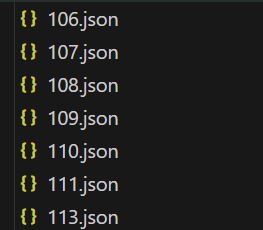 {} 106.json
{} 107.json
{} 108.json
{} 109.json
{} 110.json
{} 111.json
{} 113.json